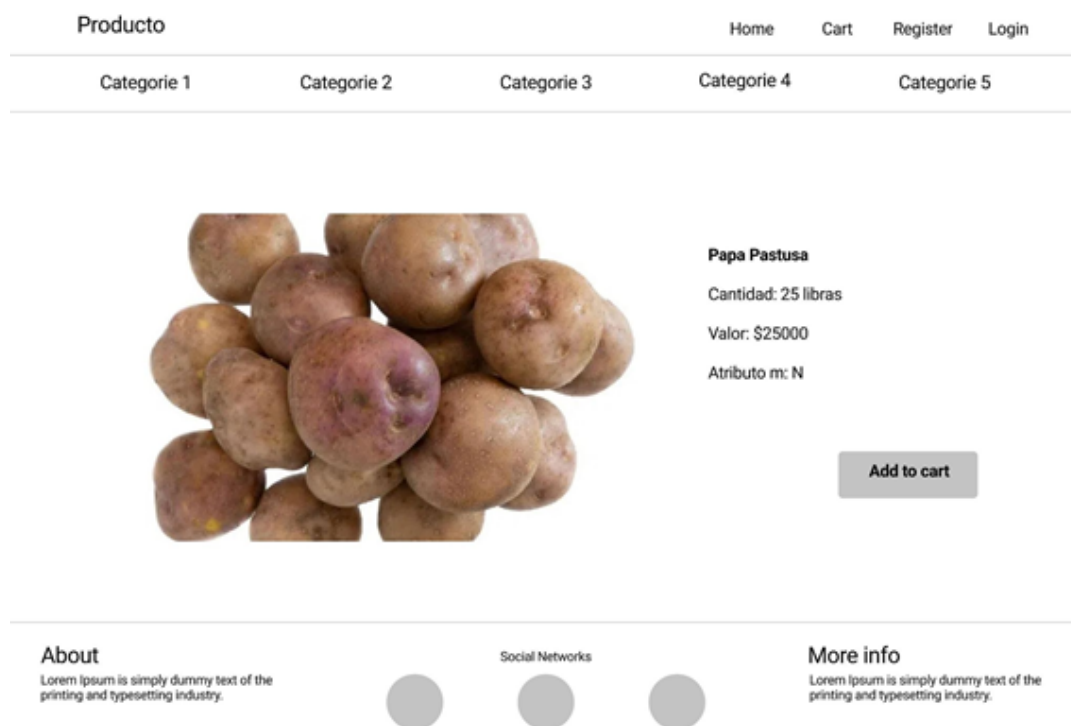 Producto
Home Cart Register Login
Categorie 1 Categorie 2 Categorie 3 Categorie 4 Categorie 5
Papa Pastusa
Cantidad: 25 libras
Valor: $25000
Atributo m: N
Add to cart
About
Lorem Ipsum is simply dummy text of the
printing and typesetting industry.
Social Networks
More info
Lorem Ipsum is simply dummy text of the
printing and typesetting industry.